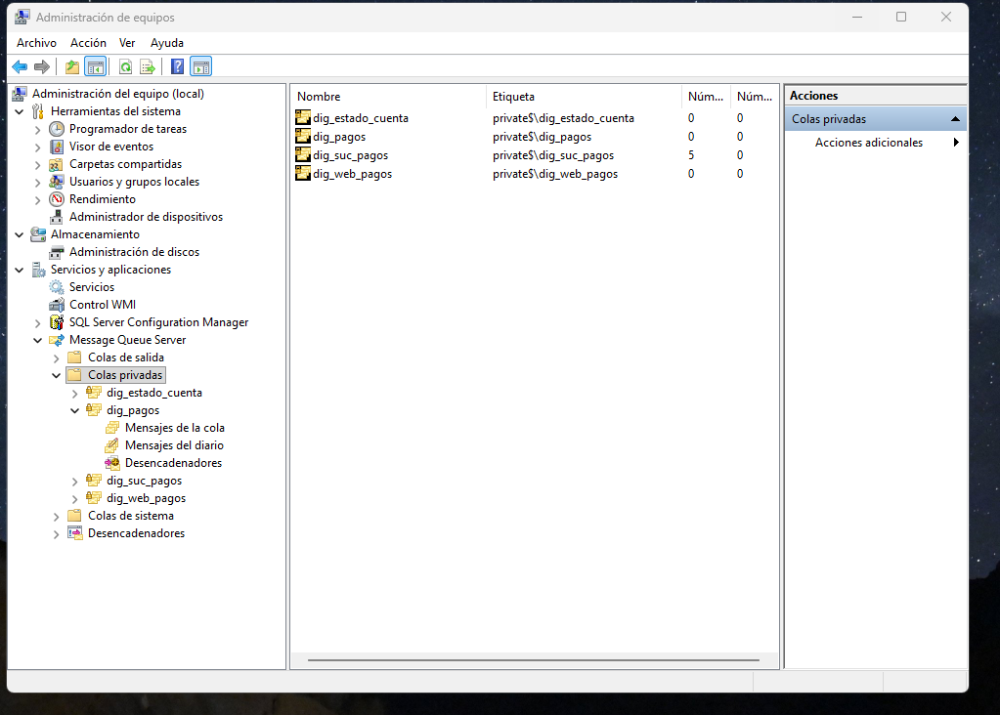 Administración de equipos
Archivo Acción Ver Ayuda
Administración del equipo (local)
Herramientas del sistema
Programador de tareas
Visor de eventos
Carpetas compartidas
Usuarios y grupos locales
Rendimiento
Administrador de dispositivos
Almacenamiento
Administración de discos
Servicios y aplicaciones
Servicios
Control WMI
SQL Server Configuration Manager
Message Queue Server
Colas de salida
Colas privadas
dig_estado_cuenta
dig_pagos
Mensajes de la cola
Mensajes del diario
Desencadenadores
dig_suc_pagos
dig_web_pagos
Colas de sistema
Desencadenadores
Nombre Etiqueta Núm... Núm...
dig_estado_cuenta private$\dig_estado_cuenta 0 0
dig_pagos private$\dig_pagos 0 0
dig_suc_pagos private$\dig_suc_pagos 5 0
dig_web_pagos private$\dig_web_pagos 0 0
Acciones
Colas privadas
Acciones adicionales